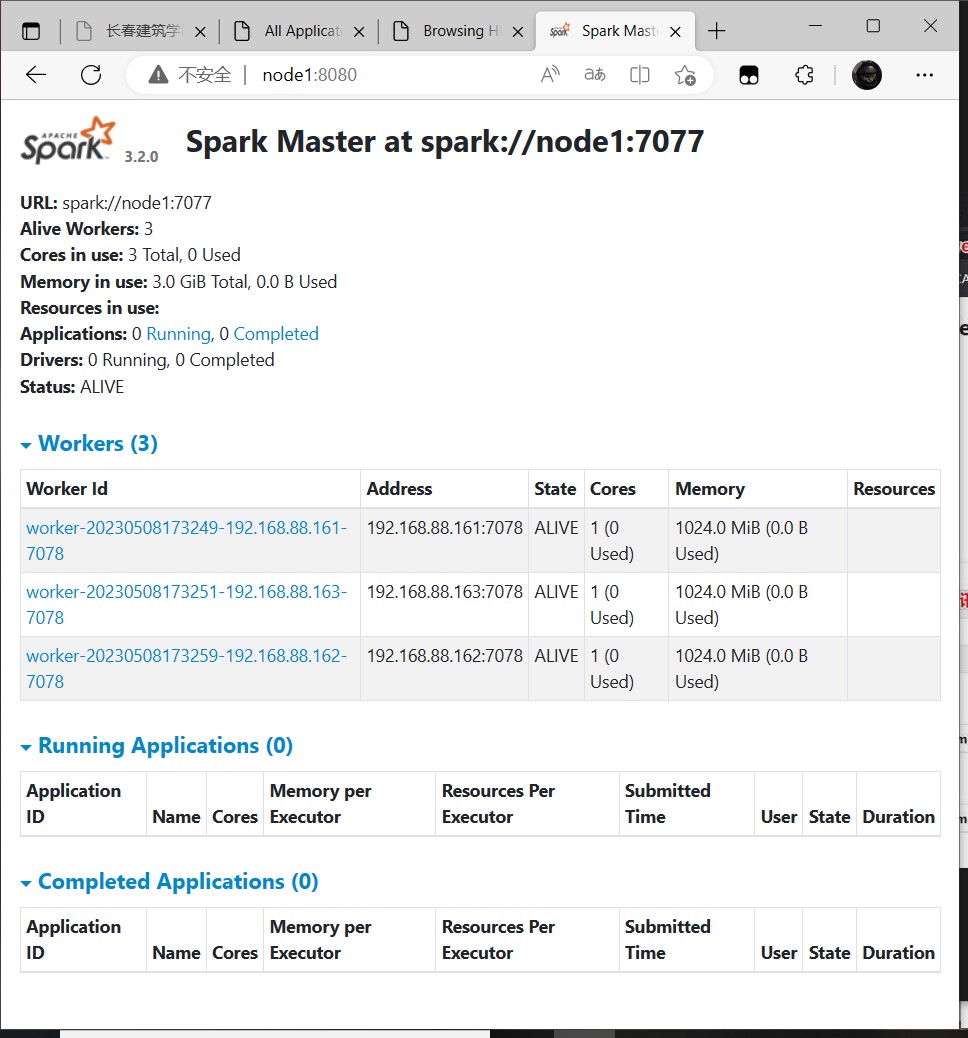 长春建筑学
All Applicat
Browsing H
Spark Mast
不安全 node1:8080
APACHE
Spark 3.2.0
Spark Master at spark://node1:7077
URL: spark://node1:7077
Alive Workers: 3
Cores in use: 3 Total, 0 Used
Memory in use: 3.0 GiB Total, 0.0 B Used
Resources in use:
Applications: 0 Running, 0 Completed
Drivers: 0 Running, 0 Completed
Status: ALIVE
Workers (3)
Worker Id Address State Cores Memory Resources
worker-20230508173249-192.168.88.161- 192.168.88.161:7078 ALIVE 1 (0 1024.0 MiB (0.0 B
7078 Used) Used)
worker-20230508173251-192.168.88.163- 192.168.88.163:7078 ALIVE 1 (0 1024.0 MiB (0.0 B
7078 Used) Used)
worker-20230508173259-192.168.88.162- 192.168.88.162:7078 ALIVE 1 (0 1024.0 MiB (0.0 B
7078 Used) Used)
Running Applications (0)
Application Memory per Resources Per Submitted
ID Name Cores Executor Executor Time User State Duration
Completed Applications (0)
Application Memory per Resources Per Submitted
ID Name Cores Executor Executor Time User State Duration